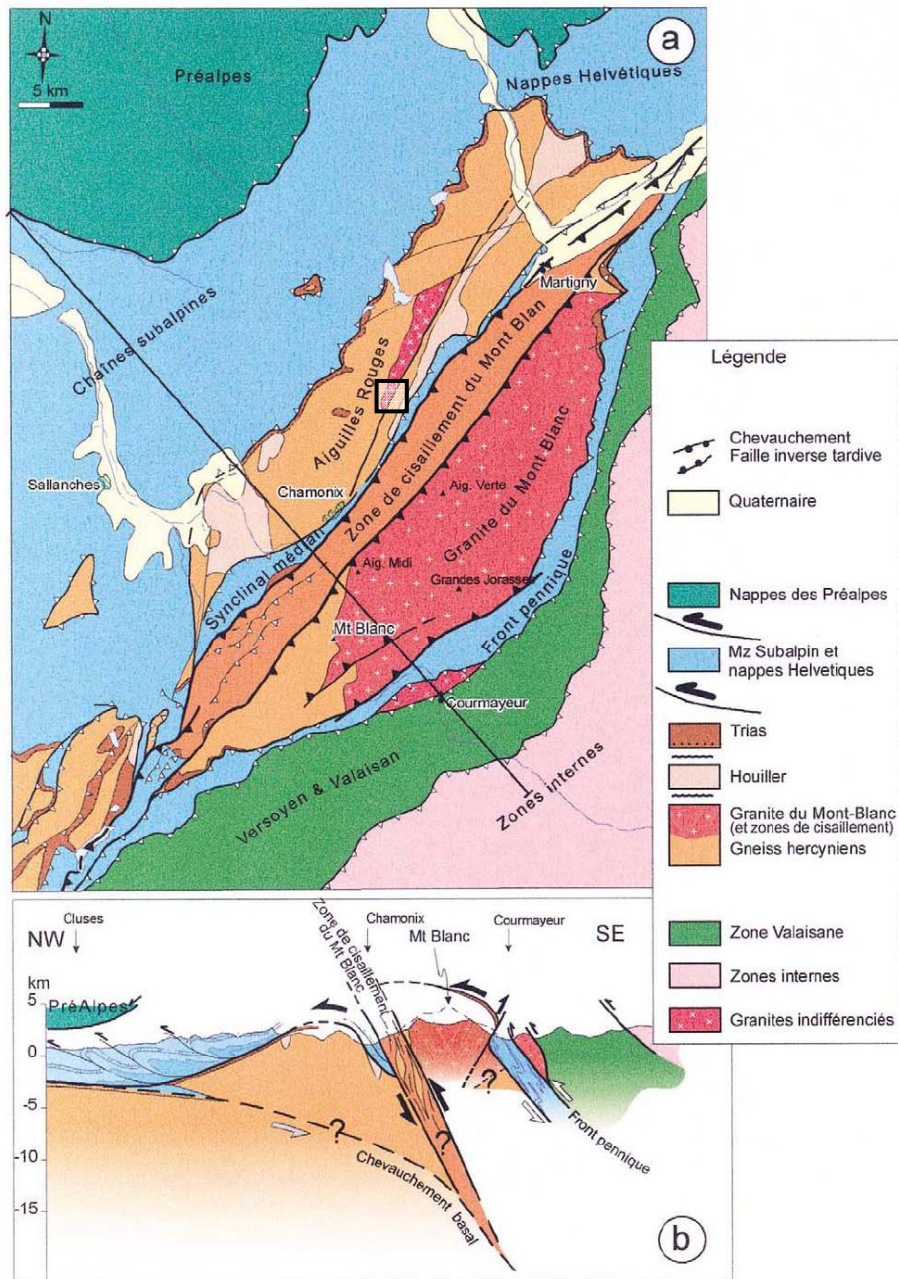 N
5 km
a
Préalpes
Nappes Helvétiques
Chaînes subalpines
Martigny
Aiguilles Rouges
Zone de cisaillement du Mont Blan
Sallanches
Chamonix
Aig. Verte
Granite du Mont Blanc
Synclinal médian
Aig. Midi
Grandes Jorasses
Mt Blanc
Front pennique
Courmayeur
Versoyen & Valaisan
Zones internes
Légende
Chevauchement
Faille inverse tardive
Quaternaire
Nappes des Préalpes
Mz Subalpin et
nappes Helvetiques
Trias
Houiller
Granite du Mont-Blanc
(et zones de cisaillement)
Gneiss hercyniens
Zone Valaisane
Zones internes
Granites indifférenciés
Cluses
Zone de cisaillement
du Mt Blanc
Chamonix
Mt Blanc
Courmayeur
NW
SE
km
5
0
-5
-10
-15
PréAlpes
?
?
?
Chevauchement
basal
Front pennique
b